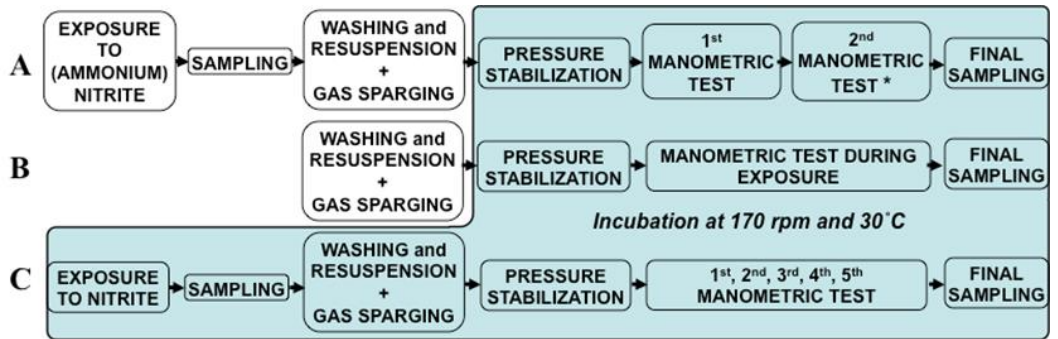 A
EXPOSURE
TO
(AMMONIUM)
NITRITE
SAMPLING
WASHING and
RESUSPENSION
+
GAS SPARGING
PRESSURE
STABILIZATION
1st
MANOMETRIC
TEST
2nd
MANOMETRIC
TEST *
FINAL
SAMPLING
B
WASHING and
RESUSPENSION
+
GAS SPARGING
PRESSURE
STABILIZATION
MANOMETRIC TEST DURING
EXPOSURE
FINAL
SAMPLING
Incubation at 170 rpm and 30˚C
C
EXPOSURE
TO NITRITE
SAMPLING
WASHING and
RESUSPENSION
+
GAS SPARGING
PRESSURE
STABILIZATION
1st, 2nd, 3rd, 4th, 5th
MANOMETRIC TEST
FINAL
SAMPLING